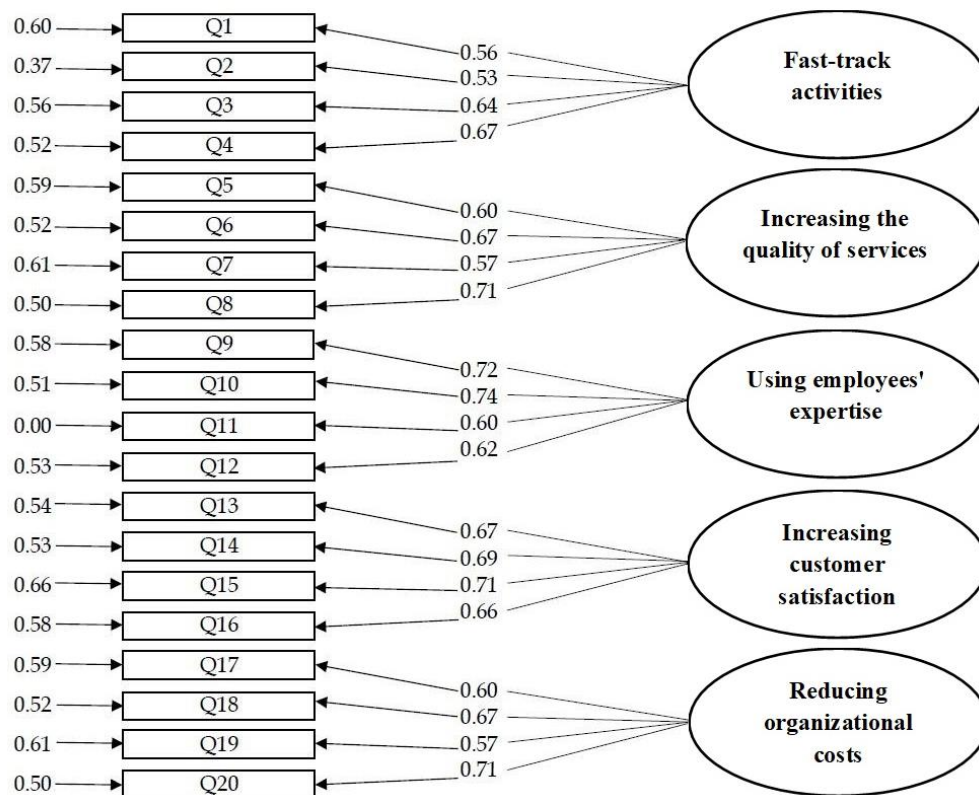 0.60 Q1
0.56
0.37 Q2
0.53
0.56 Q3
0.64
0.52 Q4
0.67
Fast-track
activities
0.59 Q5
0.60
0.52 Q6
0.67
0.61 Q7
0.57
0.50 Q8
0.71
Increasing the
quality of services
0.58 Q9
0.72
0.51 Q10
0.74
0.00 Q11
0.60
0.53 Q12
0.62
Using employees'
expertise
0.54 Q13
0.67
0.53 Q14
0.69
0.66 Q15
0.71
0.58 Q16
0.66
Increasing
customer
satisfaction
0.59 Q17
0.60
0.52 Q18
0.67
0.61 Q19
0.57
0.50 Q20
0.71
Reducing
organizational
costs